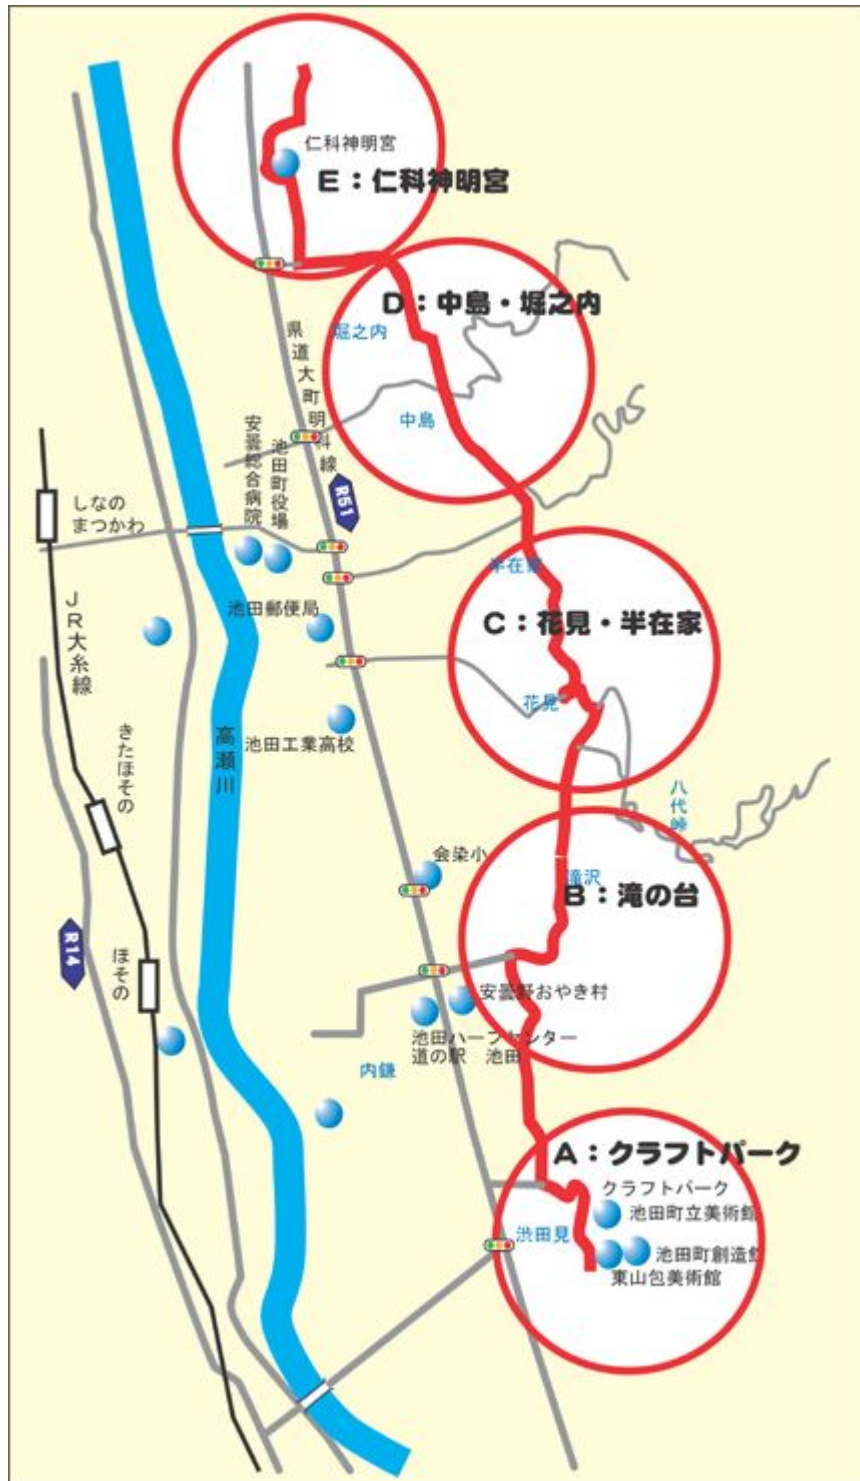 仁科神明宮
E：仁科神明宮
D：中島・堀之内
堀之内
中島
県道大町明科線
R51
安曇総合病院
池田町役場
しなの
まつかわ
半在家
C：花見・半在家
池田郵便局
JR大糸線
花見
高瀬川
池田工業高校
きたほその
八代峠
会染小
滝沢
B：滝の台
R14
ほその
安曇野おやき村
池田ハーブセンター
道の駅　池田
内鎌
A：クラフトパーク
クラフトパーク
池田町立美術館
渋田見
池田町創造館
東山包美術館